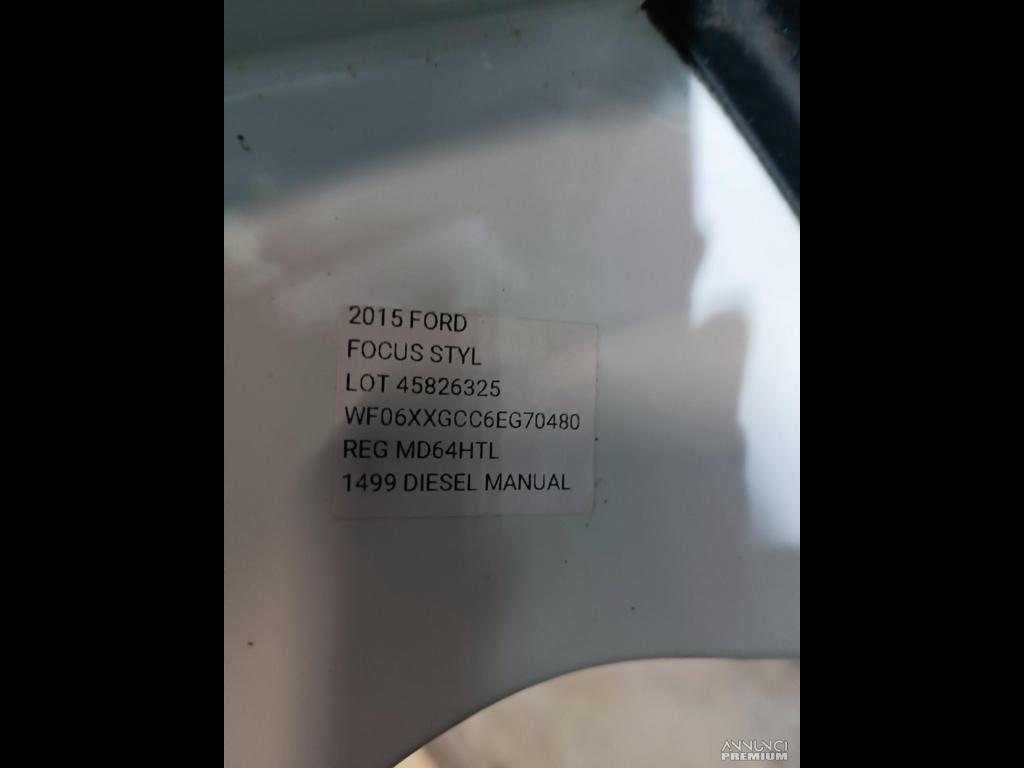 2015 FORD
FOCUS STYL
LOT 45826325
WF06XXGCC6EG70480
REG MD64HTL
1499 DIESEL MANUAL
ANNUNCI
PREMIUM